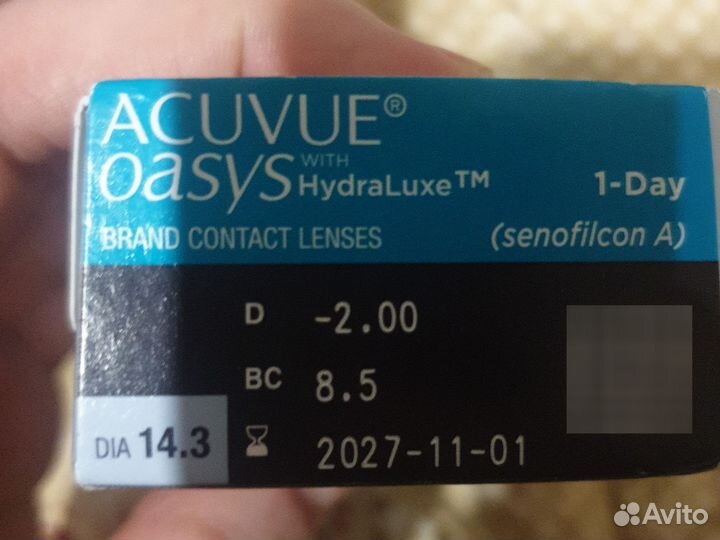 ACUVUE®
oasys WITH HydraLuxe™ 1-Day
BRAND CONTACT LENSES (senofilcon A)
D -2.00
BC 8.5
DIA 14.3 2027-11-01
Avito